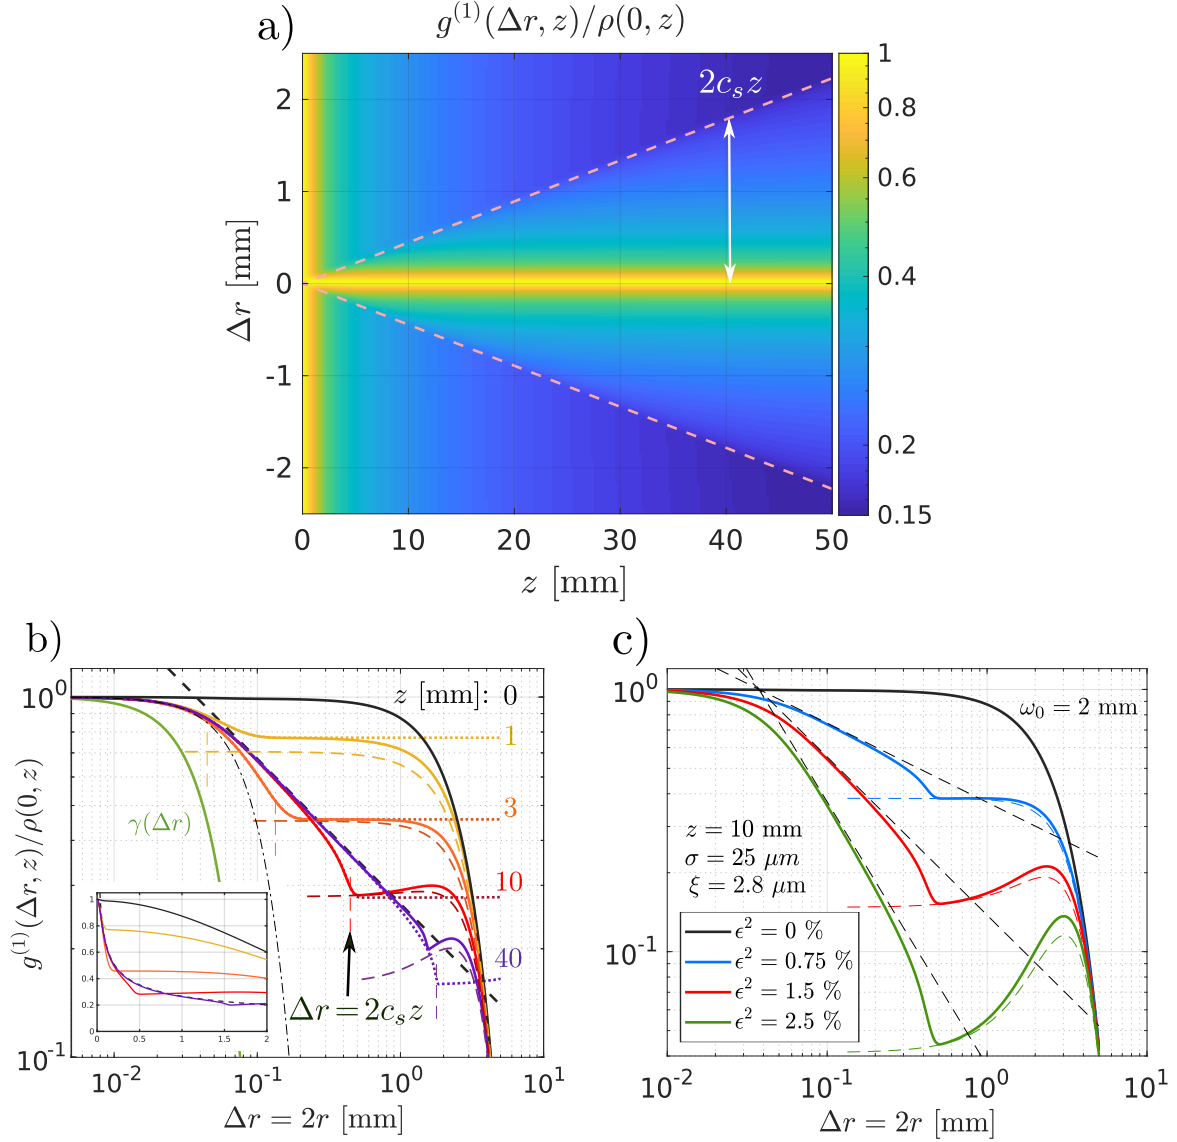 a)
g^(1)(Δr, z)/ρ(0, z)
2c_s z
Δr [mm]
2
1
0
-1
-2
0 10 20 30 40 50
z [mm]
1
0.8
0.6
0.4
0.2
0.15
b)
g^(1)(Δr, z)/ρ(0, z)
10^0
10^-1
z [mm]: 0
1
3
10
40
γ(Δr)
Δr = 2c_s z
1
0.8
0.6
0.4
0.2
0
0 0.5 1 1.5 2
10^-2 10^-1 10^0 10^1
Δr = 2r [mm]
c)
10^0
10^-1
ω_0 = 2 mm
z = 10 mm
σ = 25 μm
ξ = 2.8 μm
ϵ^2 = 0 %
ϵ^2 = 0.75 %
ϵ^2 = 1.5 %
ϵ^2 = 2.5 %
10^-2 10^-1 10^0 10^1
Δr = 2r [mm]